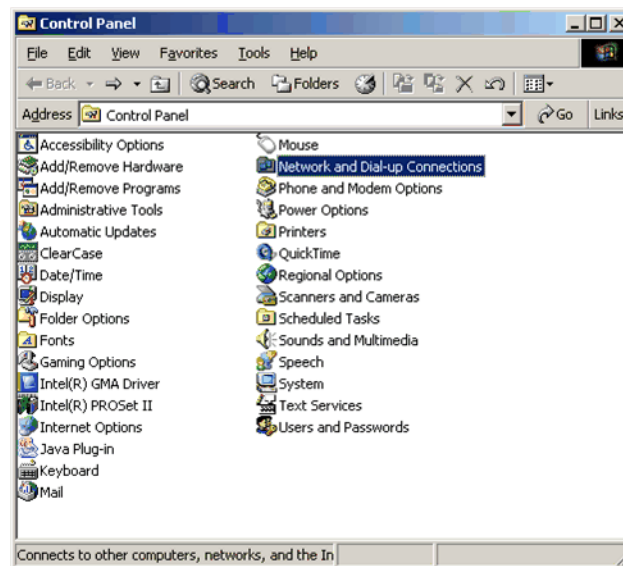 Control Panel
File Edit View Favorites Tools Help
Back Search Folders
Address Control Panel Go Links
Accessibility Options
Add/Remove Hardware
Add/Remove Programs
Administrative Tools
Automatic Updates
ClearCase
Date/Time
Display
Folder Options
Fonts
Gaming Options
Intel(R) GMA Driver
Intel(R) PROSet II
Internet Options
Java Plug-in
Keyboard
Mail
Mouse
Network and Dial-up Connections
Phone and Modem Options
Power Options
Printers
QuickTime
Regional Options
Scanners and Cameras
Scheduled Tasks
Sounds and Multimedia
Speech
System
Text Services
Users and Passwords
Connects to other computers, networks, and the In